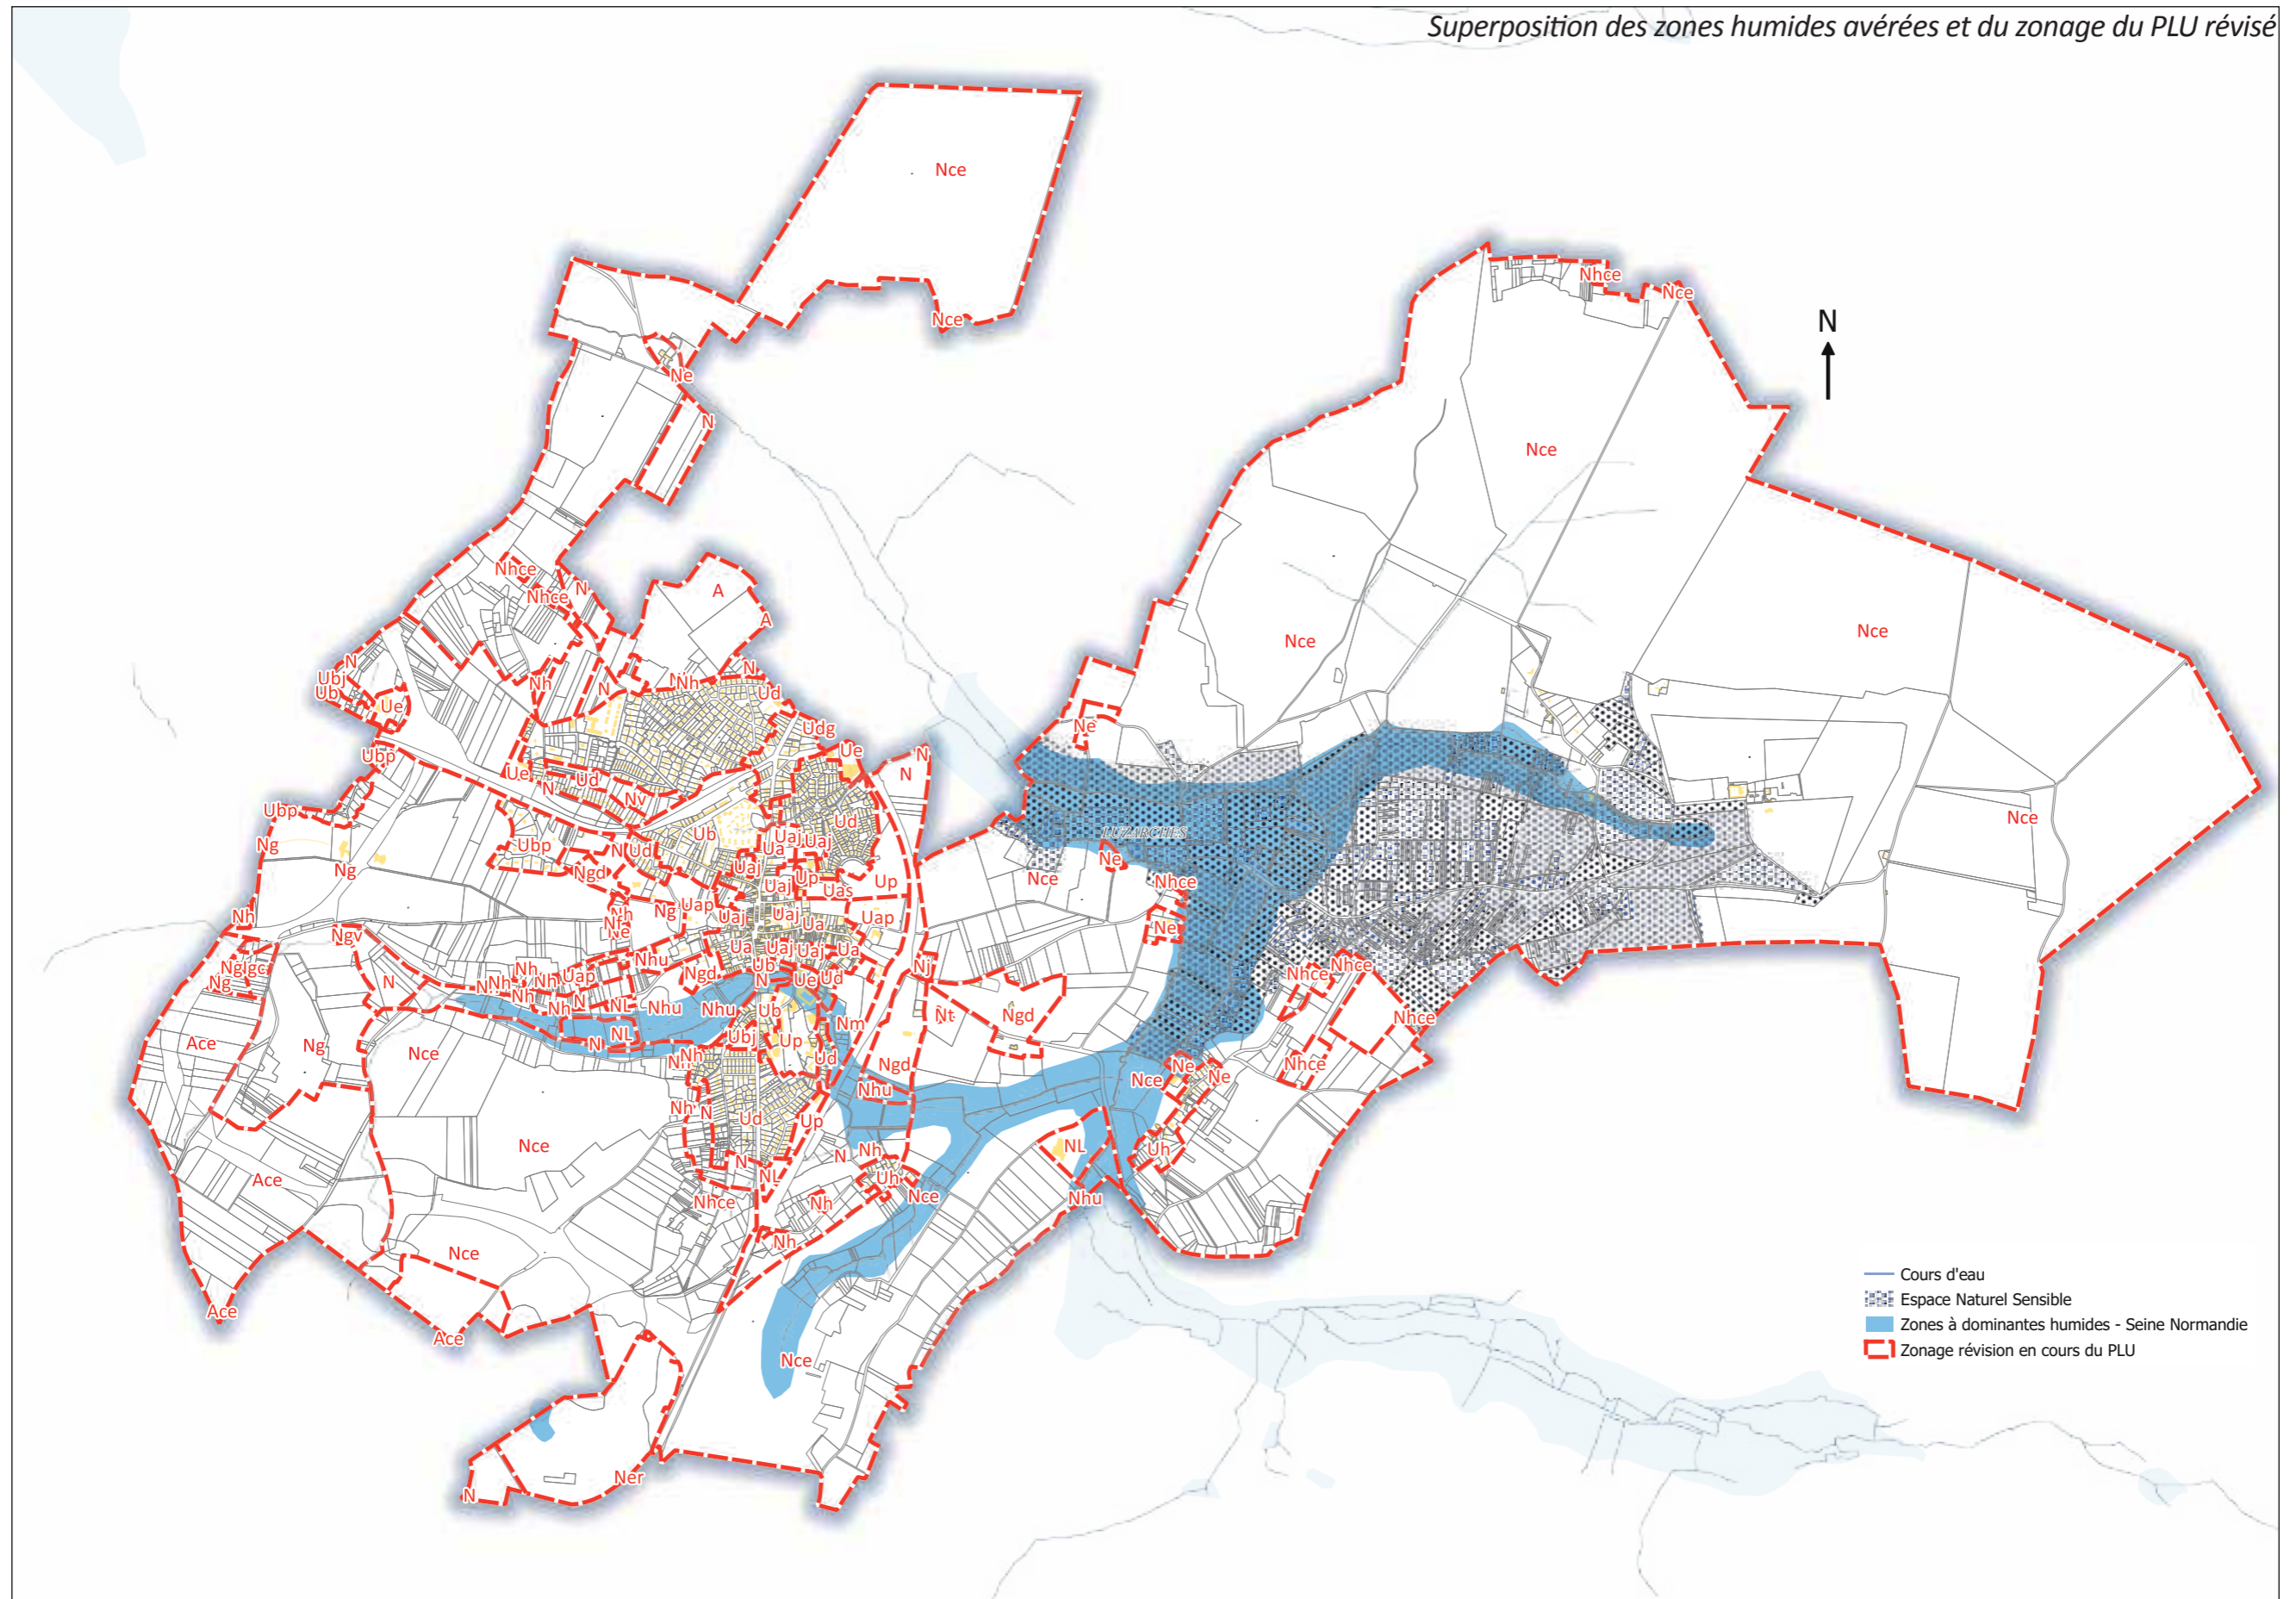 Superposition des zones humides avérées et du zonage du PLU révisé
Nce
Nhce
Nce
Nce
N
Ne
N
Nce
Nhce
Nhce
N
A
A
Nce
Nce
N
Ubj
Ub
Ue
Nh
N
Nh
N
Ud
Ne
Udg
Ue
N
N
Ubp
Ue
Ud
N
Nv
Ubp
Ub
Ud
Nce
Ng
Ng
Ubp
N
Ud
Uaj
Uaj
Ua
LUZARCHES
Ne
Ngd
Uaj
Uaj
Up
Uas
Up
Nce
Nhce
Nh
Nh
Nf
Ne
Ng
Uap
Uaj
Uaj
Ua
Uap
Ne
Ngv
Ua
Uaj
Uaj
Ua
Ng
Ngd
Nhu
Ub
Nj
Nhce
Nhce
N
N
Nh
Nh
Nh
Nh
Uap
N
Nh
NL
Nhu
Nhu
N
Ue
Ud
Ub
Nm
Nt
Ngd
Nhce
Ace
Ng
Nce
N
NL
Ubj
Up
Ud
Nh
Ngd
Nhu
Nce
Ne
Ne
Nhce
Nh
N
Ud
Up
Nce
N
NL
N
Nh
Uh
Nce
NL
Uh
Ace
Nhce
Nh
Nhu
Nh
Nce
Ace
Ace
Nce
Ner
N
N
Cours d'eau
Espace Naturel Sensible
Zones à dominantes humides - Seine Normandie
Zonage révision en cours du PLU